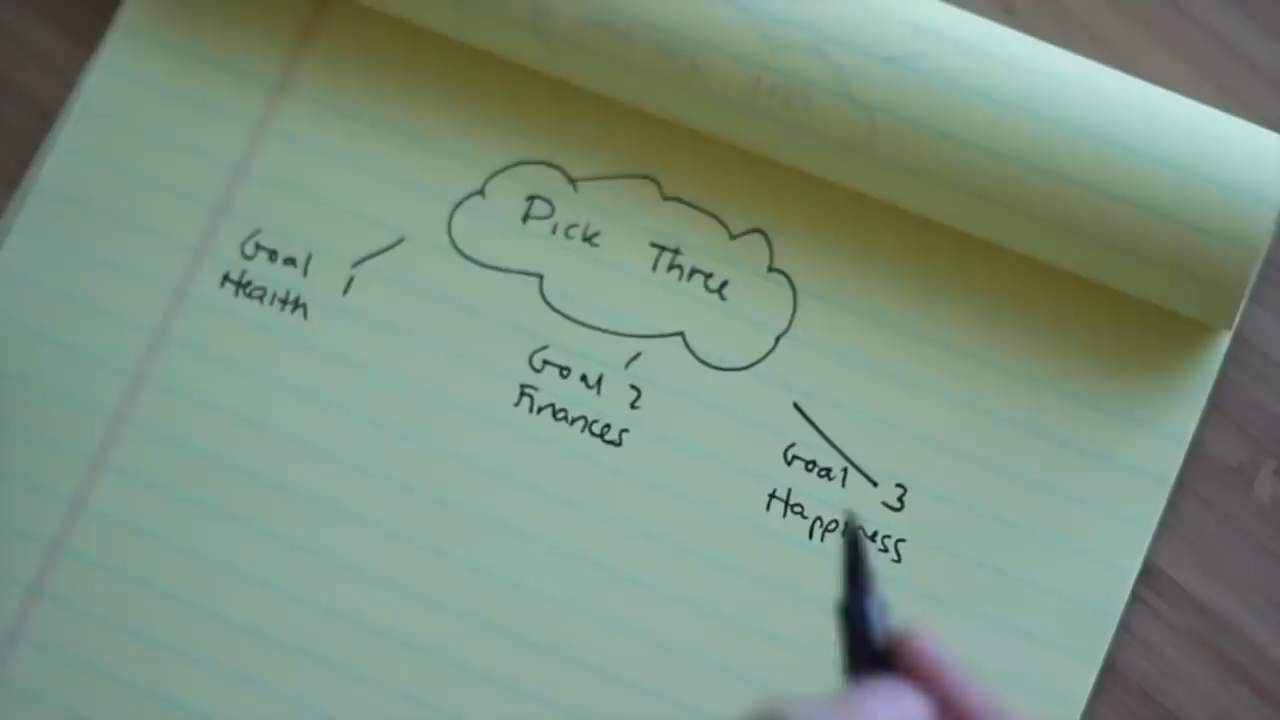 Pick Three
Goal 1
Health
Goal 2
Finances
Goal 3
Happiness